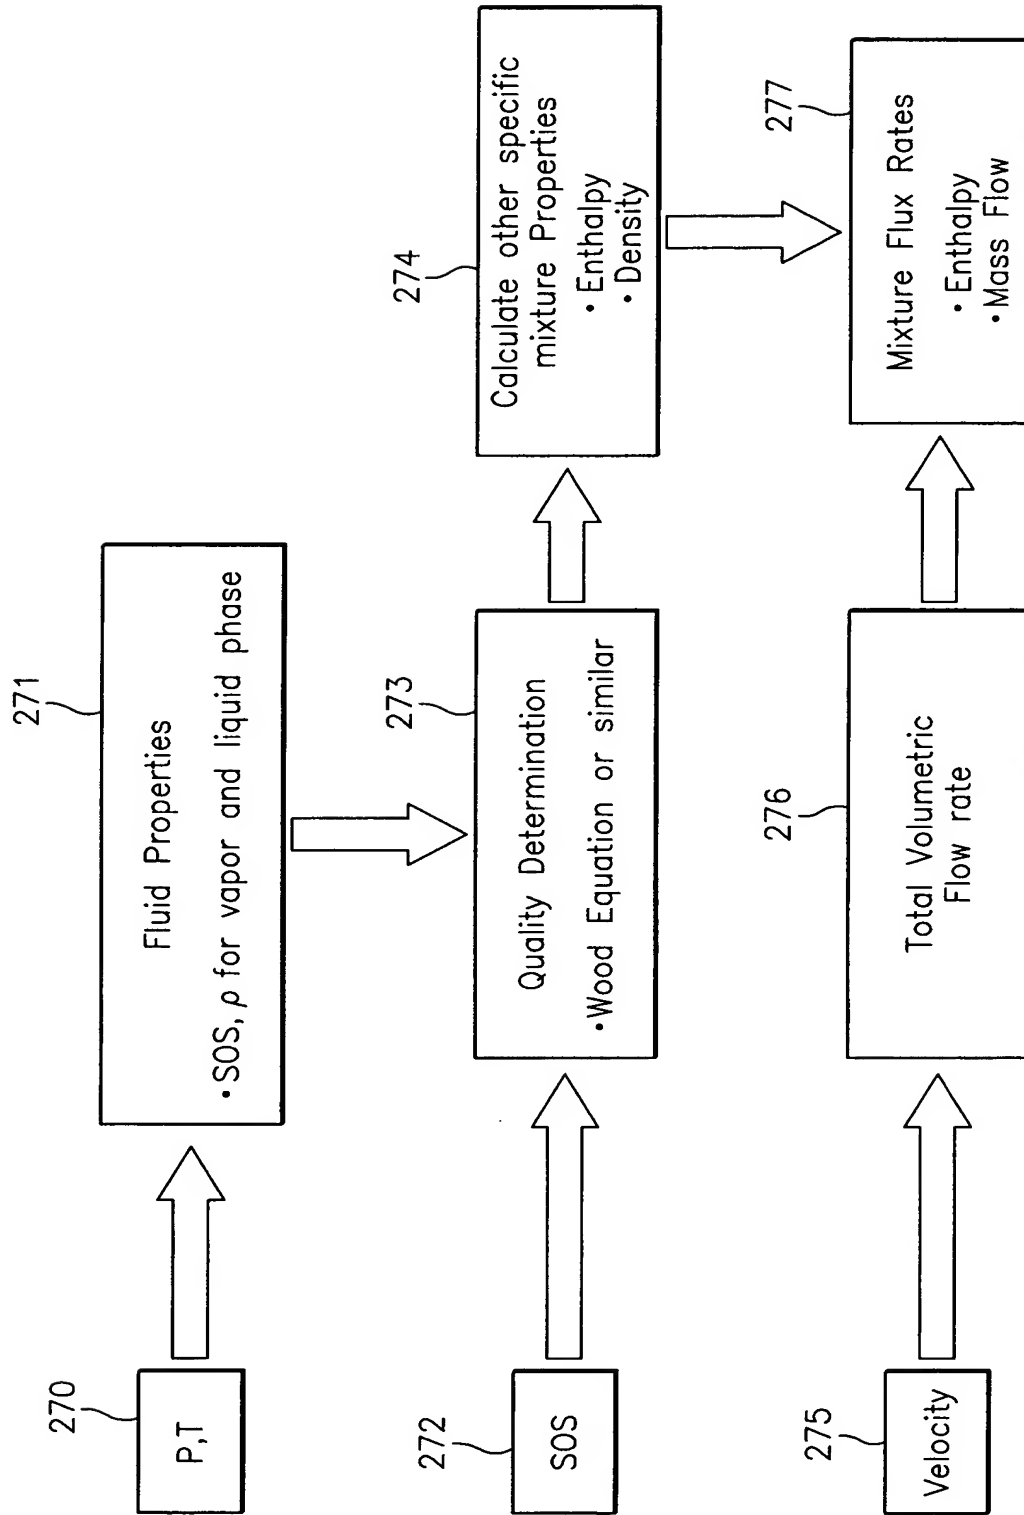 270
P,T
271
Fluid Properties
• SOS, ρ for vapor and liquid phase
272
SOS
273
Quality Determination
• Wood Equation or similar
274
Calculate other specific
mixture Properties
• Enthalpy
• Density
275
Velocity
276
Total Volumetric
Flow rate
277
Mixture Flux Rates
• Enthalpy
• Mass Flow